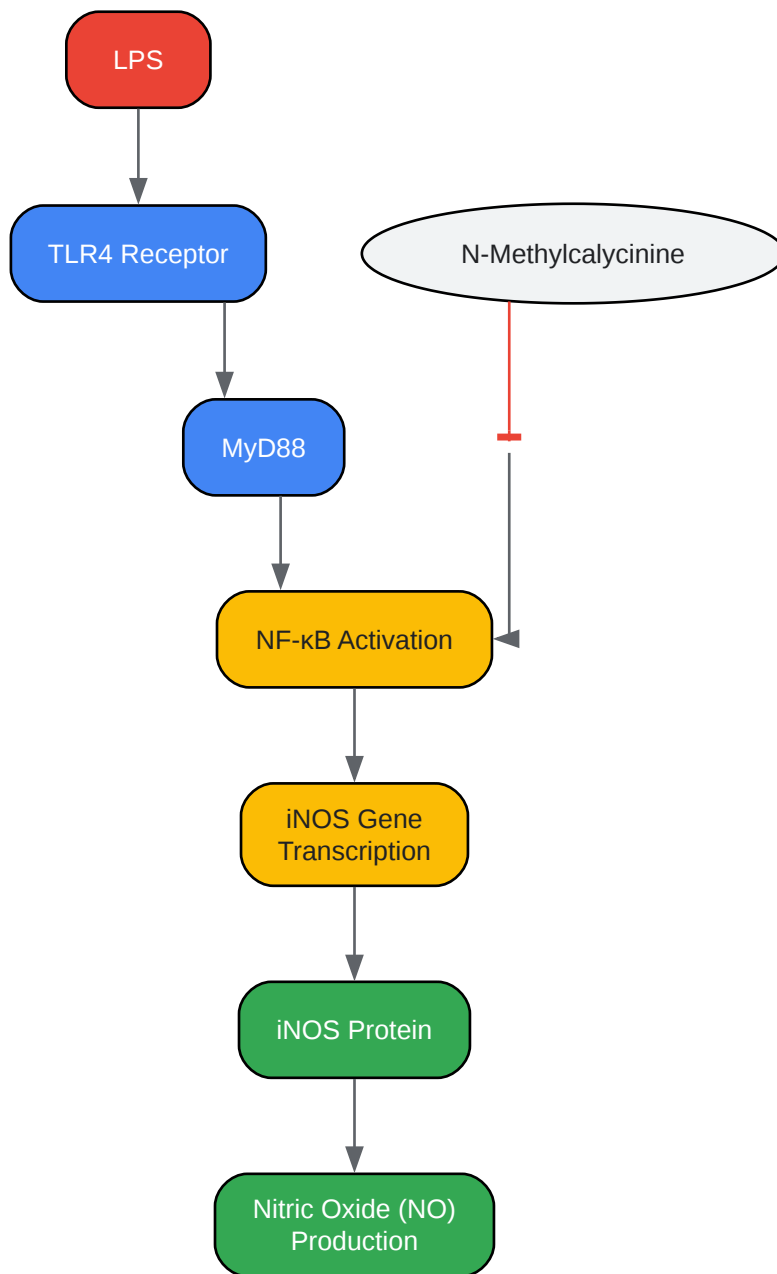 LPS
TLR4 Receptor
N-Methylcalycinine
MyD88
NF-κB Activation
iNOS Gene
Transcription
iNOS Protein
Nitric Oxide (NO)
Production